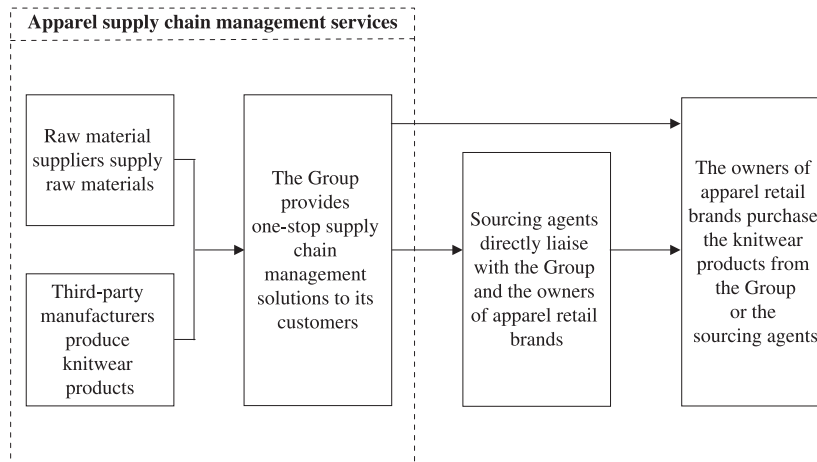 Apparel supply chain management services
Raw material
suppliers supply
raw materials
Third-party
manufacturers
produce
knitwear
products
The Group
provides
one-stop supply
chain
management
solutions to its
customers
Sourcing agents
directly liaise
with the Group
and the owners
of apparel retail
brands
The owners of
apparel retail
brands purchase
the knitwear
products from
the Group
or the
sourcing agents